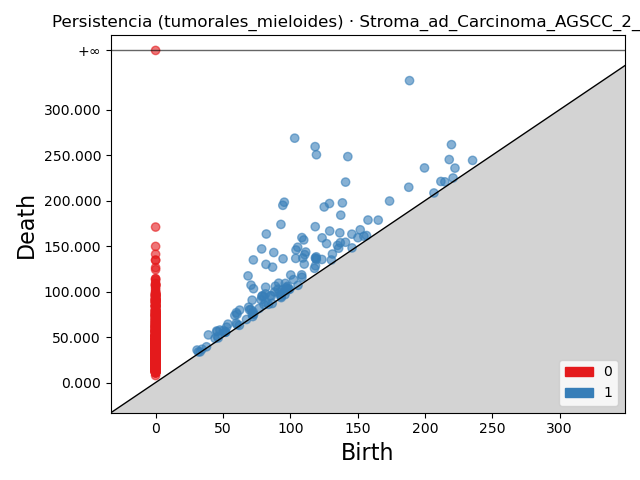 Persistencia (tumorales_mieloides) · Stroma_ad_Carcinoma_AGSCC_2_
+∞
300.000
250.000
200.000
150.000
100.000
50.000
0.000
Death
0
1
0 50 100 150 200 250 300
Birth